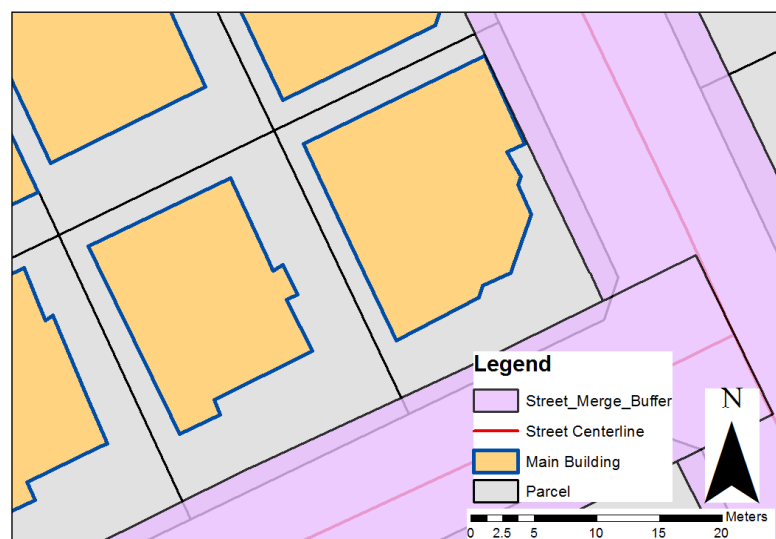 Legend
Street_Merge_Buffer
Street Centerline
Main Building
Parcel
N
Meters
0 2.5 5 10 15 20